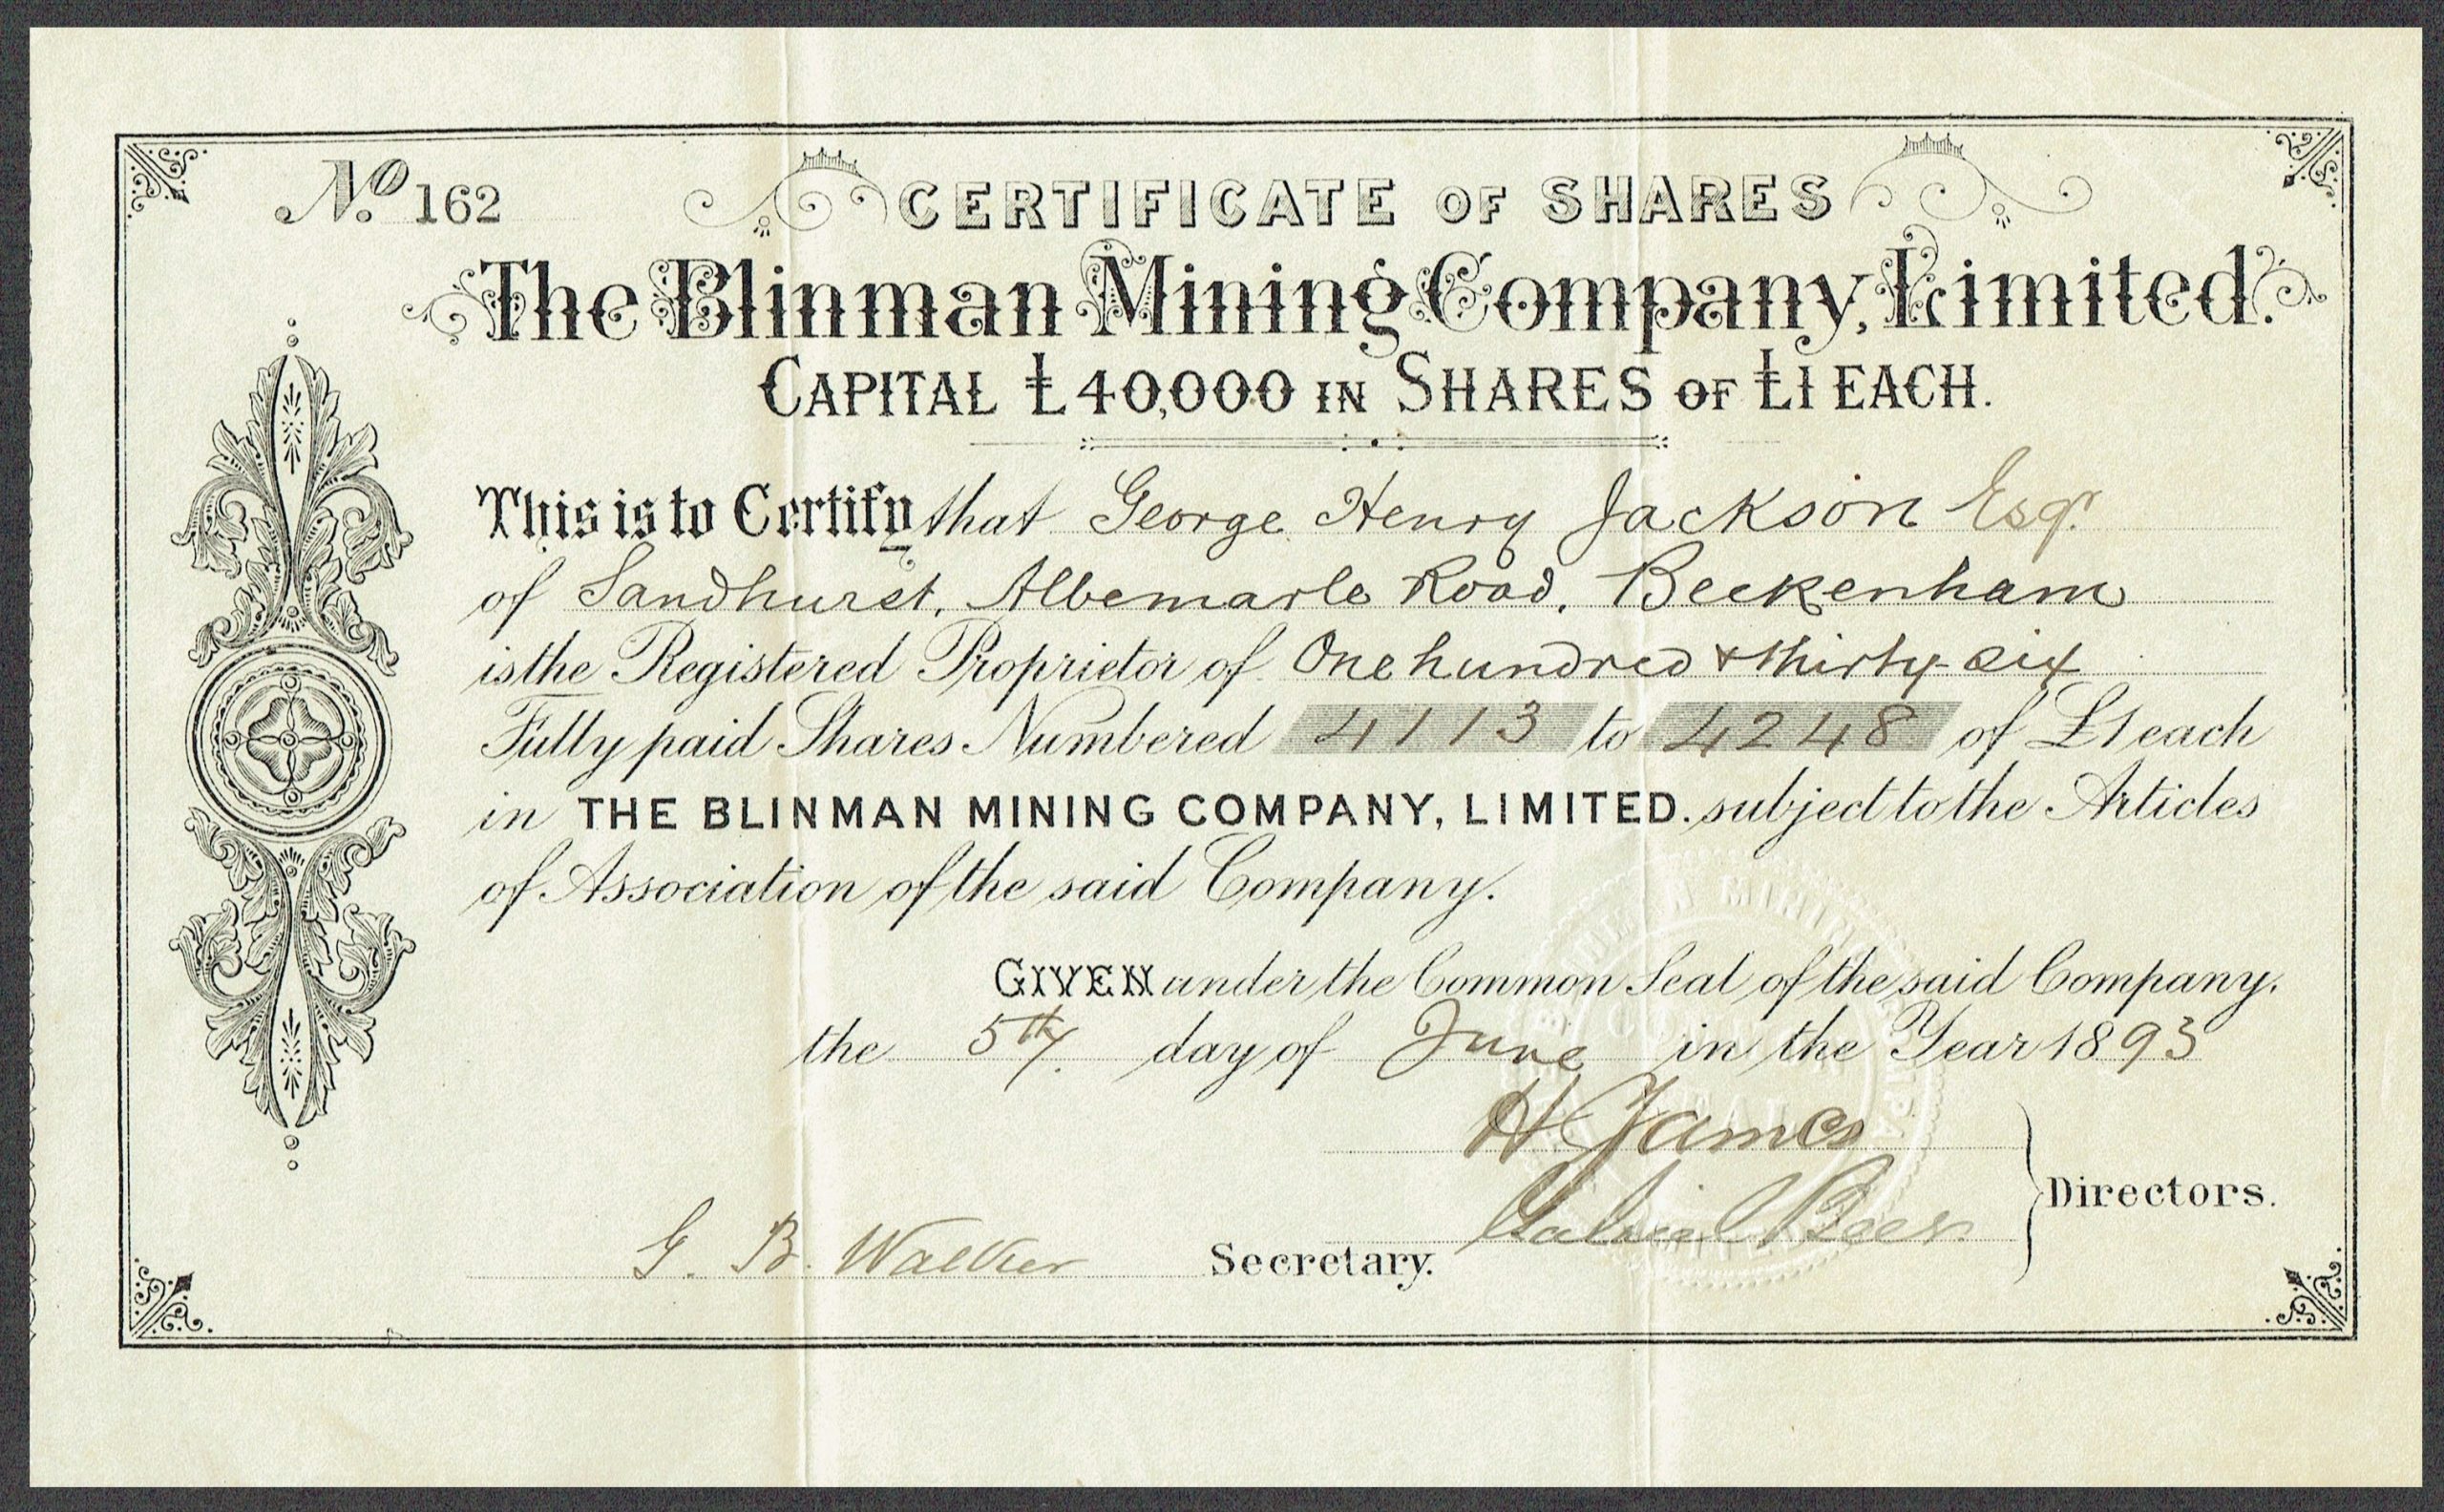 No. 162
CERTIFICATE OF SHARES
The Blinman Mining Company, Limited.
CAPITAL £40,000 IN SHARES OF £1 EACH.
This is to Certify that George Henry Jackson Esqr.
of Sandhurst, Albemarle Road, Beckenham
is the Registered Proprietor of One hundred & thirty-six
Fully paid Shares Numbered 4113 to 4248 of £1 each
in THE BLINMAN MINING COMPANY, LIMITED. subject to the Articles
of Association of the said Company.
GIVEN under the Common Seal of the said Company.
the 5th day of June in the Year 1893
H James
Directors.
G. B. Walker Secretary.